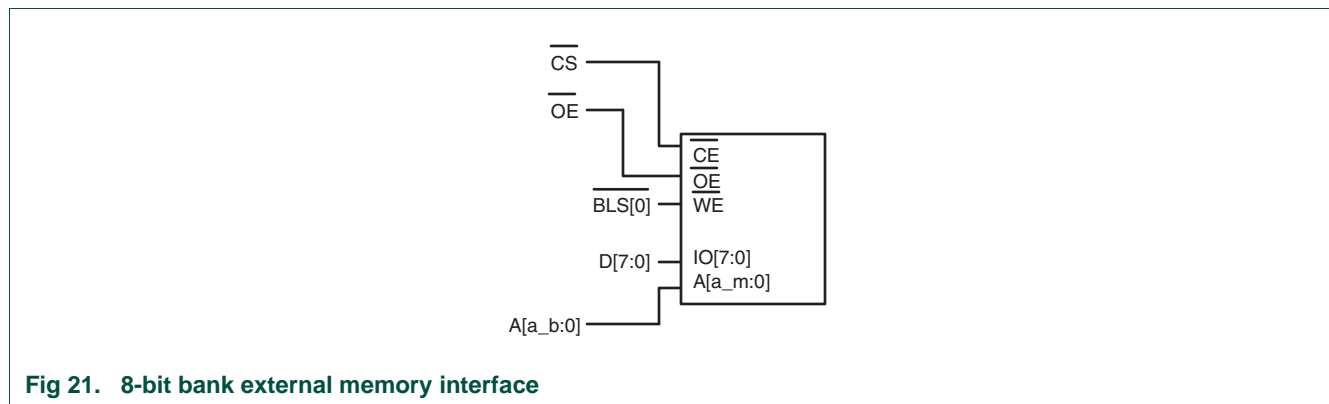 CS
OE
CE
OE
BLS[0] WE
D[7:0] IO[7:0]
A[a_m:0]
A[a_b:0]
Fig 21. 8-bit bank external memory interface